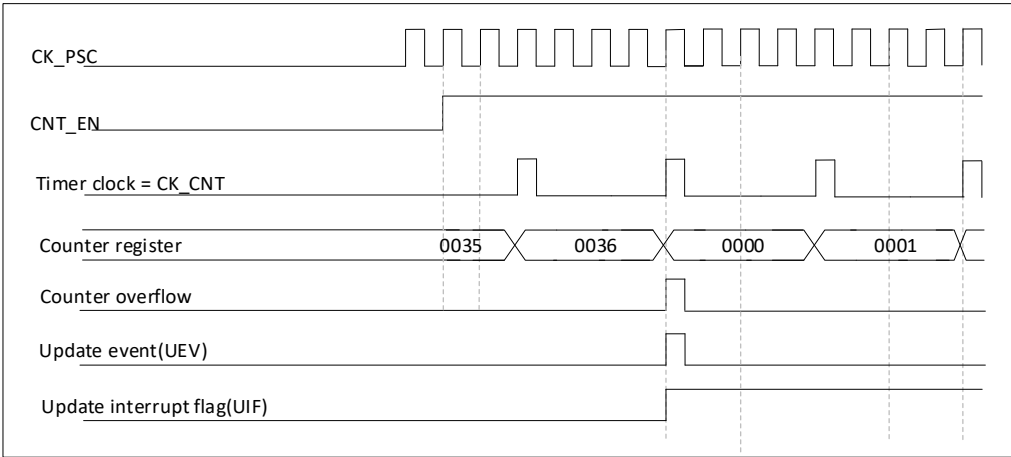 CK_PSC
CNT_EN
Timer clock = CK_CNT
Counter register
0035
0036
0000
0001
Counter overflow
Update event(UEV)
Update interrupt flag(UIF)